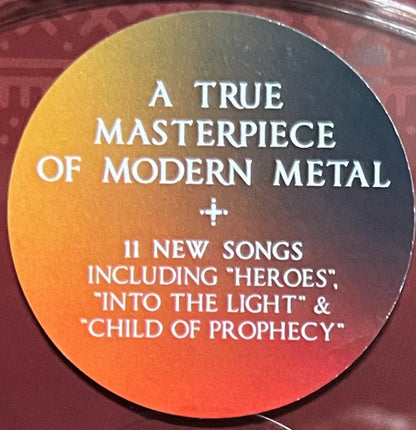 A TRUE
MASTERPIECE
OF MODERN METAL
11 NEW SONGS
INCLUDING "HEROES",
"INTO THE LIGHT" &
"CHILD OF PROPHECY"